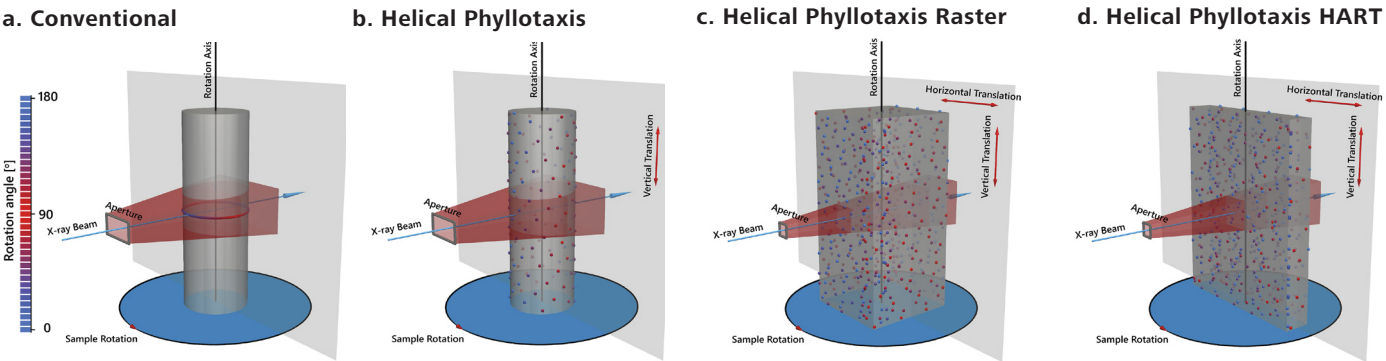 a. Conventional
b. Helical Phyllotaxis
c. Helical Phyllotaxis Raster
d. Helical Phyllotaxis HART
Rotation angle [°]
180
90
0
Rotation Axis
Aperture
X-ray Beam
Sample Rotation
Rotation Axis
Vertical Translation
Aperture
X-ray Beam
Sample Rotation
Rotation Axis
Horizontal Translation
Vertical Translation
Aperture
X-ray Beam
Sample Rotation
Rotation Axis
Horizontal Translation
Vertical Translation
Aperture
X-ray Beam
Sample Rotation